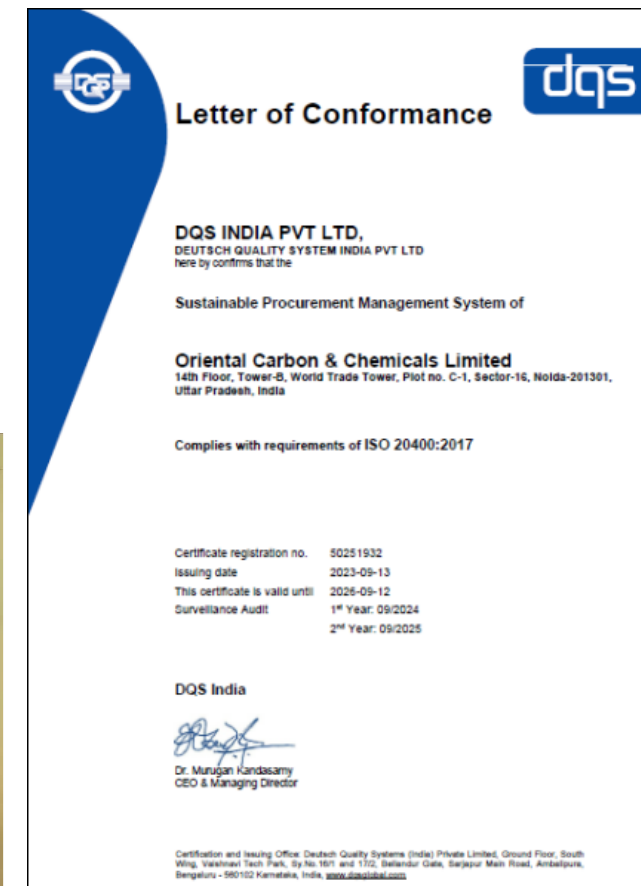 DQS
dqs
Letter of Conformance
DQS INDIA PVT LTD,
DEUTSCH QUALITY SYSTEM INDIA PVT LTD
here by confirms that the
Sustainable Procurement Management System of
Oriental Carbon & Chemicals Limited
14th Floor, Tower-B, World Trade Tower, Plot no. C-1, Sector-16, Noida-201301,
Uttar Pradesh, India
Complies with requirements of ISO 20400:2017
Certificate registration no. 50251932
Issuing date 2023-09-13
This certificate is valid until 2026-09-12
Surveillance Audit 1st Year: 09/2024
2nd Year: 09/2025
DQS India
Dr. Murugan Kandasamy
CEO & Managing Director
Certification and Issuing Office: Deutsch Quality Systems (India) Private Limited, Ground Floor, South
Wing, Vaishnavi Tech Park, Sy.No.16/1 and 17/2, Bellandur Gate, Sarjapur Main Road, Ambalipura,
Bengaluru - 560102 Karnataka, India, www.dqsglobal.com